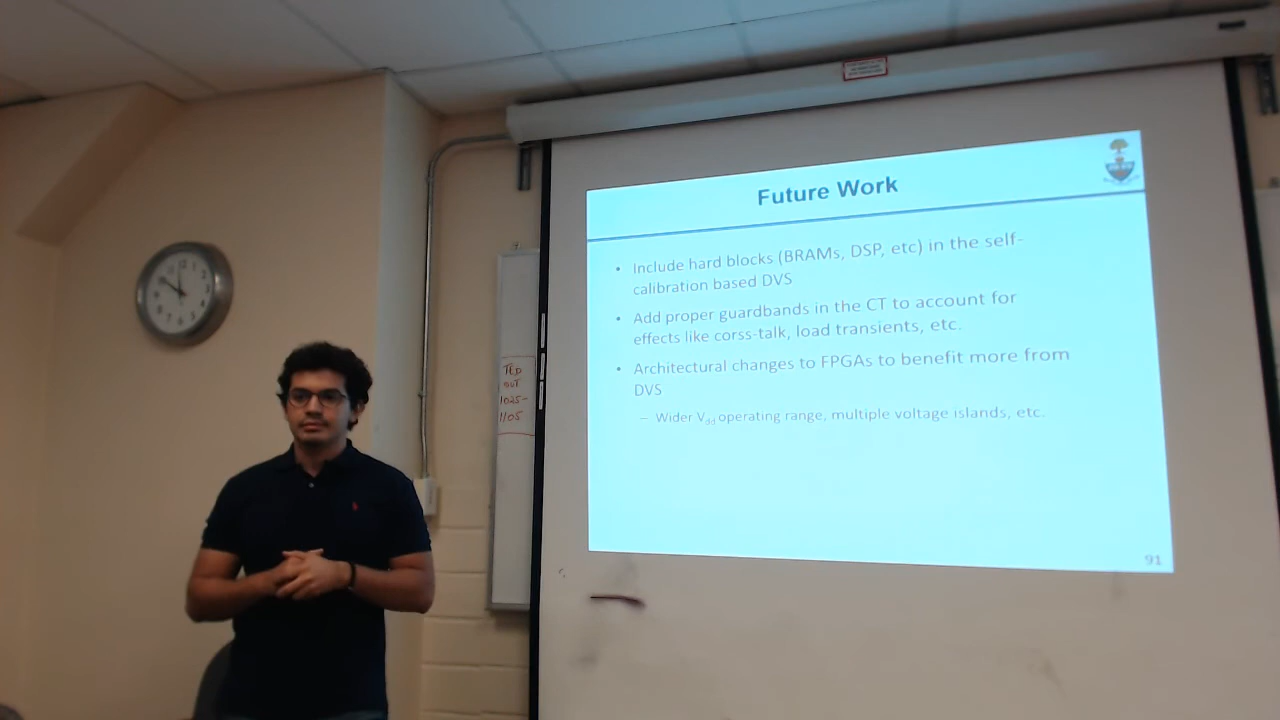 Future Work
• Include hard blocks (BRAMs, DSP, etc) in the self-
calibration based DVS
• Add proper guardbands in the CT to account for
effects like corss-talk, load transients, etc.
• Architectural changes to FPGAs to benefit more from
DVS
– Wider Vdd operating range, multiple voltage islands, etc.
91
1025-
1105